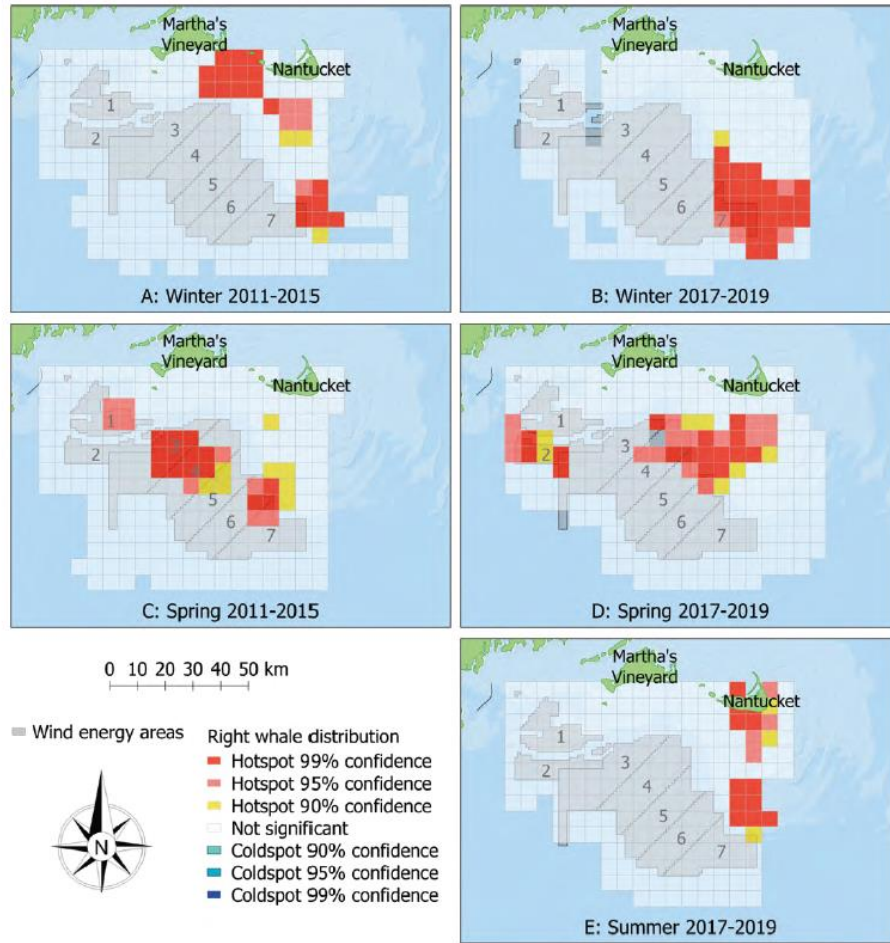 Martha's
Vineyard
Nantucket
1
2
3
4
5
6
7
A: Winter 2011-2015
Martha's
Vineyard
Nantucket
1
2
3
4
5
6
7
B: Winter 2017-2019
Martha's
Vineyard
Nantucket
1
2
3
4
5
6
7
C: Spring 2011-2015
Martha's
Vineyard
Nantucket
1
2
3
4
5
6
7
D: Spring 2017-2019
0 10 20 30 40 50 km
Wind energy areas
Right whale distribution
Hotspot 99% confidence
Hotspot 95% confidence
Hotspot 90% confidence
Not significant
Coldspot 90% confidence
Coldspot 95% confidence
Coldspot 99% confidence
N
Martha's
Vineyard
Nantucket
1
2
3
4
5
6
7
E: Summer 2017-2019